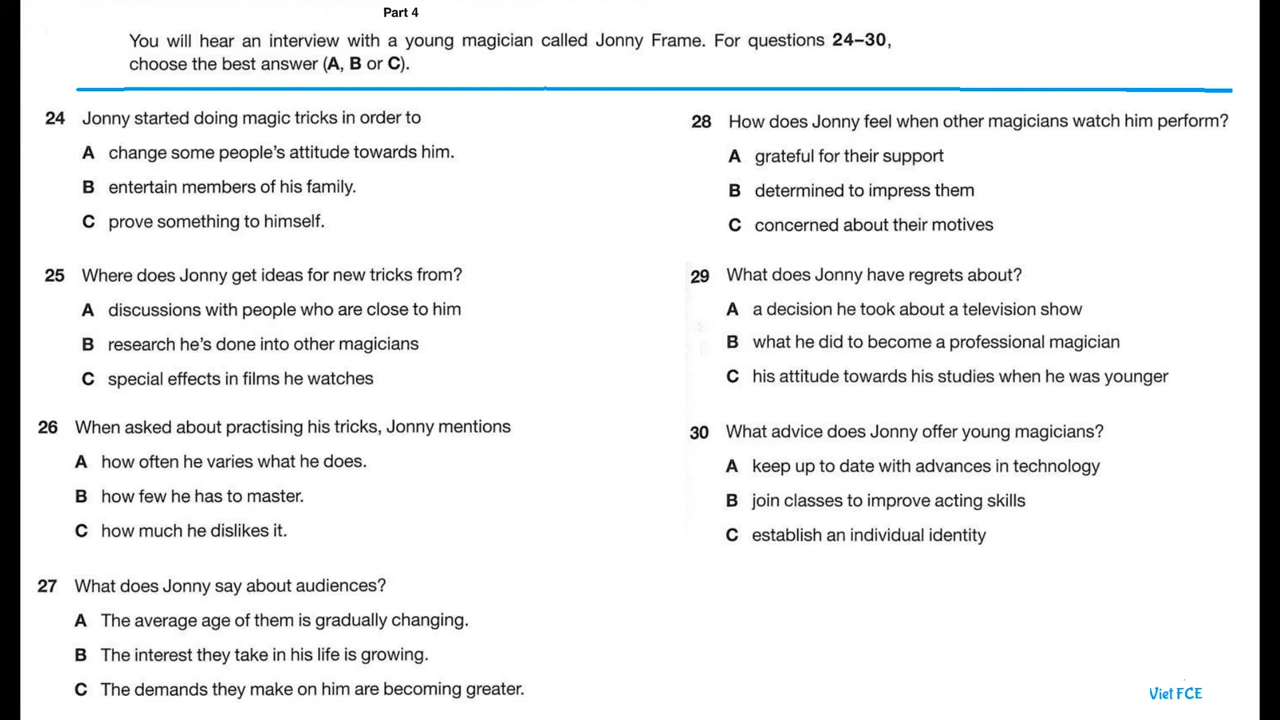 Part 4
You will hear an interview with a young magician called Jonny Frame. For questions 24–30,
choose the best answer (A, B or C).
24 Jonny started doing magic tricks in order to
A change some people's attitude towards him.
B entertain members of his family.
C prove something to himself.
25 Where does Jonny get ideas for new tricks from?
A discussions with people who are close to him
B research he's done into other magicians
C special effects in films he watches
26 When asked about practising his tricks, Jonny mentions
A how often he varies what he does.
B how few he has to master.
C how much he dislikes it.
27 What does Jonny say about audiences?
A The average age of them is gradually changing.
B The interest they take in his life is growing.
C The demands they make on him are becoming greater.
28 How does Jonny feel when other magicians watch him perform?
A grateful for their support
B determined to impress them
C concerned about their motives
29 What does Jonny have regrets about?
A a decision he took about a television show
B what he did to become a professional magician
C his attitude towards his studies when he was younger
30 What advice does Jonny offer young magicians?
A keep up to date with advances in technology
B join classes to improve acting skills
C establish an individual identity
Viet FCE